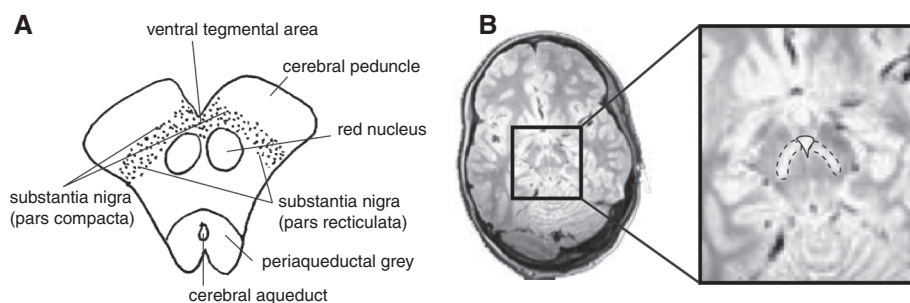 A
ventral tegmental area
cerebral peduncle
red nucleus
substantia nigra
(pars compacta)
substantia nigra
(pars recticulata)
periaqueductal grey
cerebral aqueduct
B